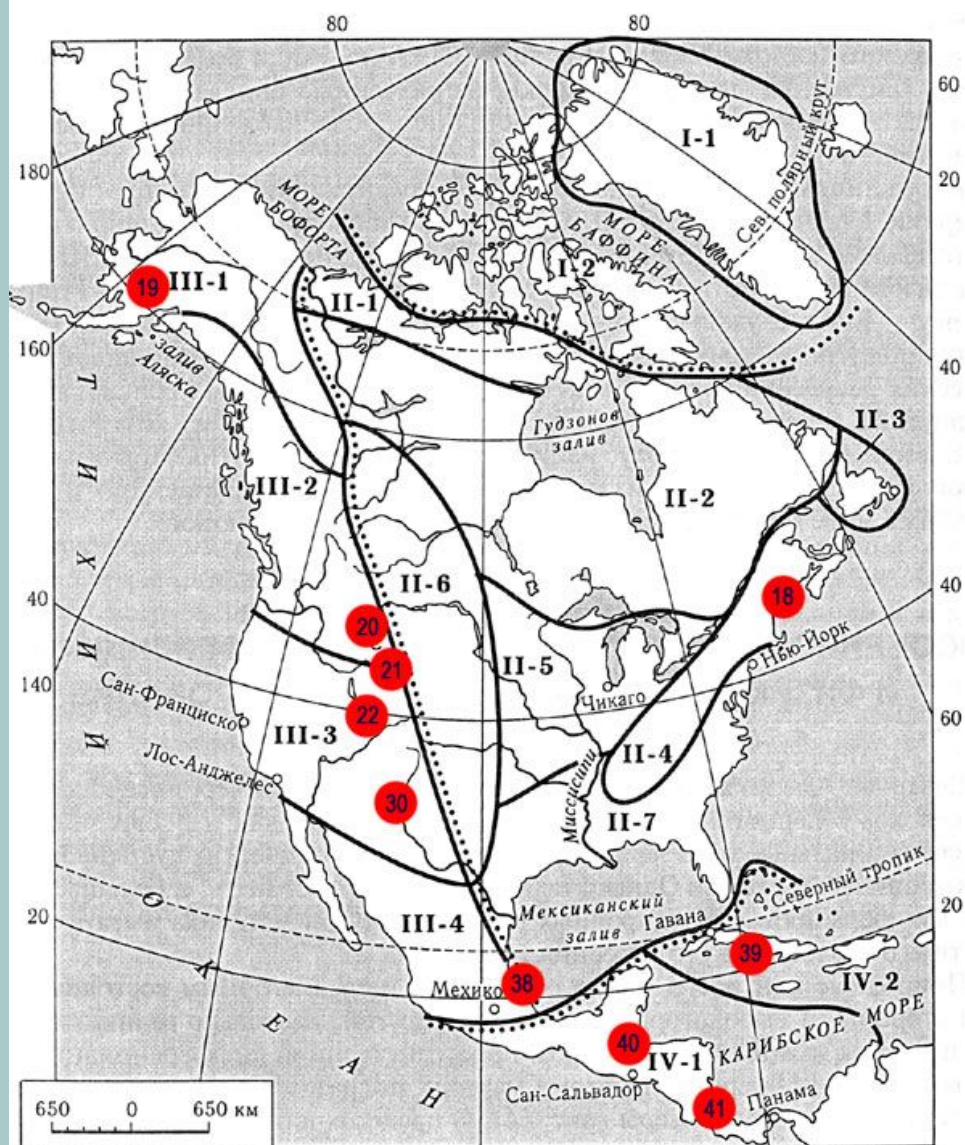 80
80
60
180
I-1
Сев. полярный круг
20
МОРЕ
БОФОРТА
МОРЕ
БАФФИНА
I-2
19
III-1
II-1
160
залив
Аляска
40
Гудзонов
залив
II-3
III-2
II-2
ТИХИЙ
II-6
18
40
40
20
Нью-Йорк
II-5
21
140
Сан-Франциско
22
Чикаго
60
III-3
II-4
Лос-Анджелес
30
Миссисипи
II-7
Северный тропик
20
III-4
Мексиканский
залив
Гавана
20
39
38
Мехико
IV-2
ОКЕАН
40
IV-1
КАРИБСКОЕ МОРЕ
Сан-Сальвадор
41
Панама
650 0 650 км